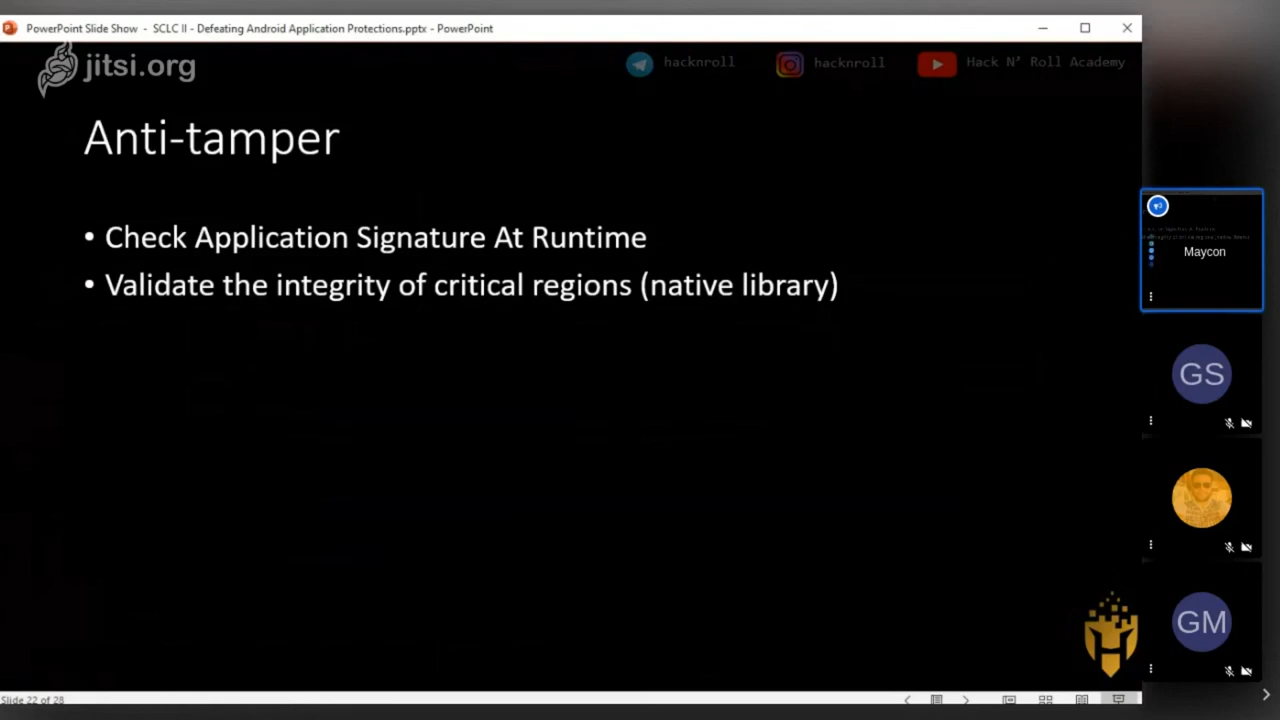 PowerPoint Slide Show - SCLC II - Defeating Android Application Protections.pptx - PowerPoint
jitsi.org
hacknroll
hacknroll
Hack N' Roll Academy
Anti-tamper
• Check Application Signature At Runtime
• Validate the integrity of critical regions (native library)
Maycon
GS
GM
Slide 22 of 28